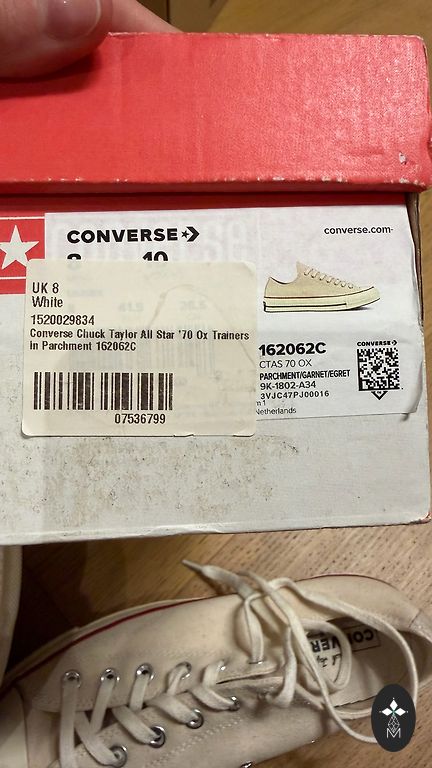 CONVERSE
converse.com
8 10
UK 8
White
1520029834
Converse Chuck Taylor All Star '70 Ox Trainers
in Parchment 162062C
07536799
162062C
CTAS 70 OX
PARCHMENT/GARNET/EGRET
9K-1802-A34
3VJC47PJ00016
Netherlands
CONVERSE